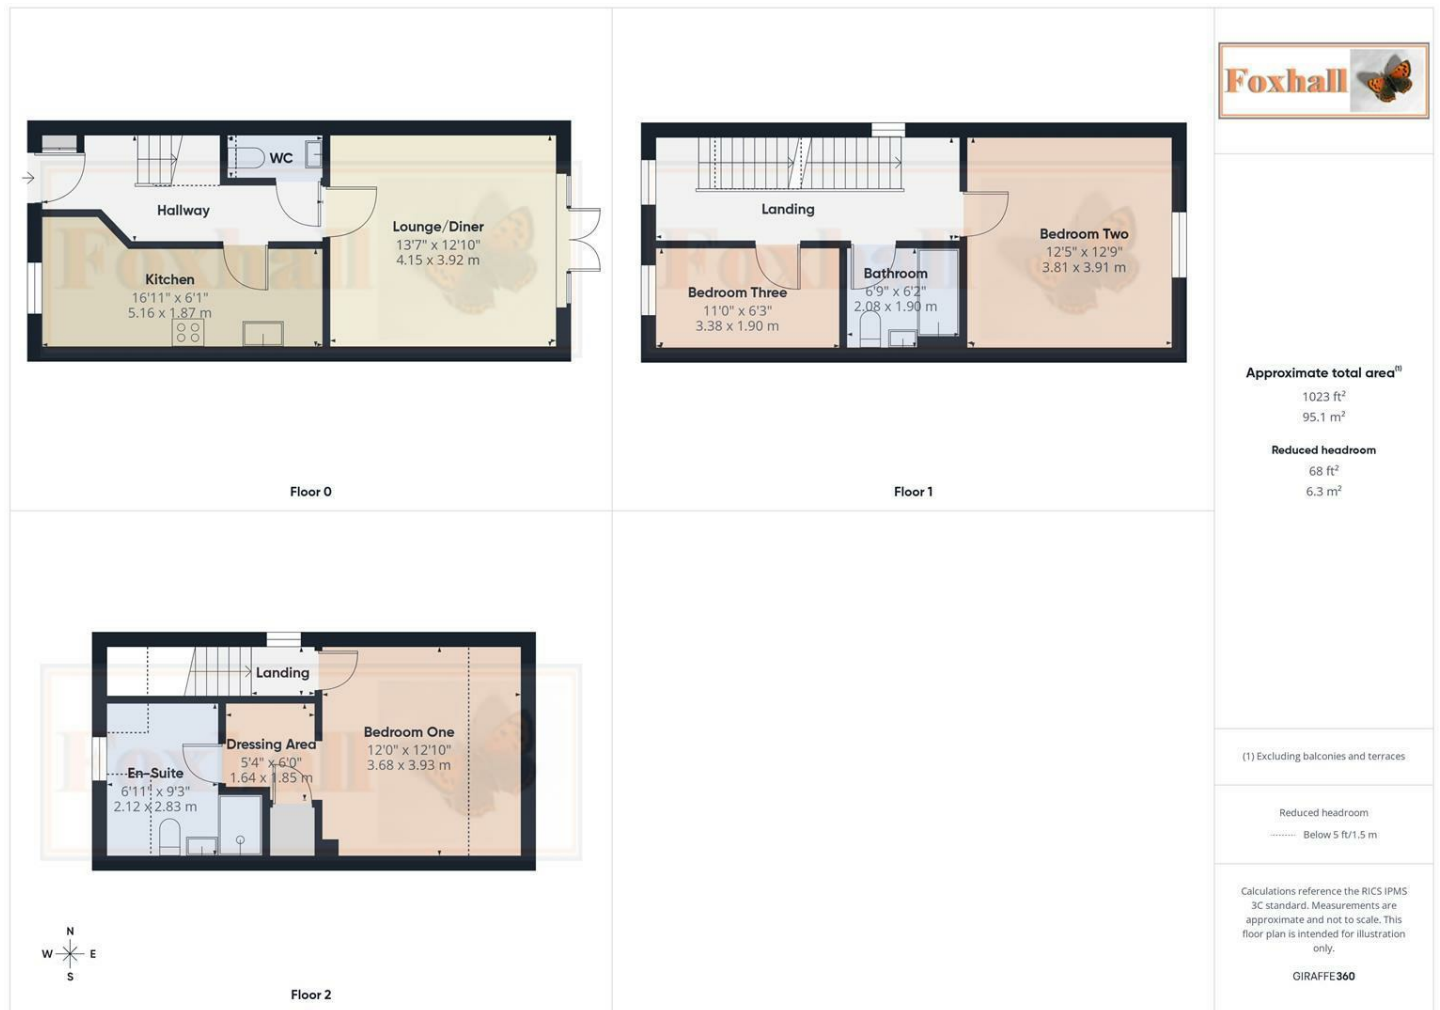 WC
Hallway
Lounge/Diner
13'7" x 12'10"
4.15 x 3.92 m
Kitchen
16'11" x 6'1"
5.16 x 1.87 m
Foxhall
Floor 0
Landing
Bedroom Two
12'5" x 12'9"
3.81 x 3.91 m
Bedroom Three
11'0" x 6'3"
3.38 x 1.90 m
Bathroom
6'9" x 6'2"
2.08 x 1.90 m
Foxhall
Floor 1
Landing
Bedroom One
12'0" x 12'10"
3.68 x 3.93 m
Dressing Area
5'4" x 6'0"
1.64 x 1.85 m
En-Suite
6'11" x 9'3"
2.12 x 2.83 m
Foxhall
N
W E
S
Floor 2
Foxhall
Approximate total area(1)
1023 ft²
95.1 m²
Reduced headroom
68 ft²
6.3 m²
(1) Excluding balconies and terraces
Reduced headroom
Below 5 ft/1.5 m
Calculations reference the RICS IPMS
3C standard. Measurements are
approximate and not to scale. This
floor plan is intended for illustration
only.
GIRAFFE360